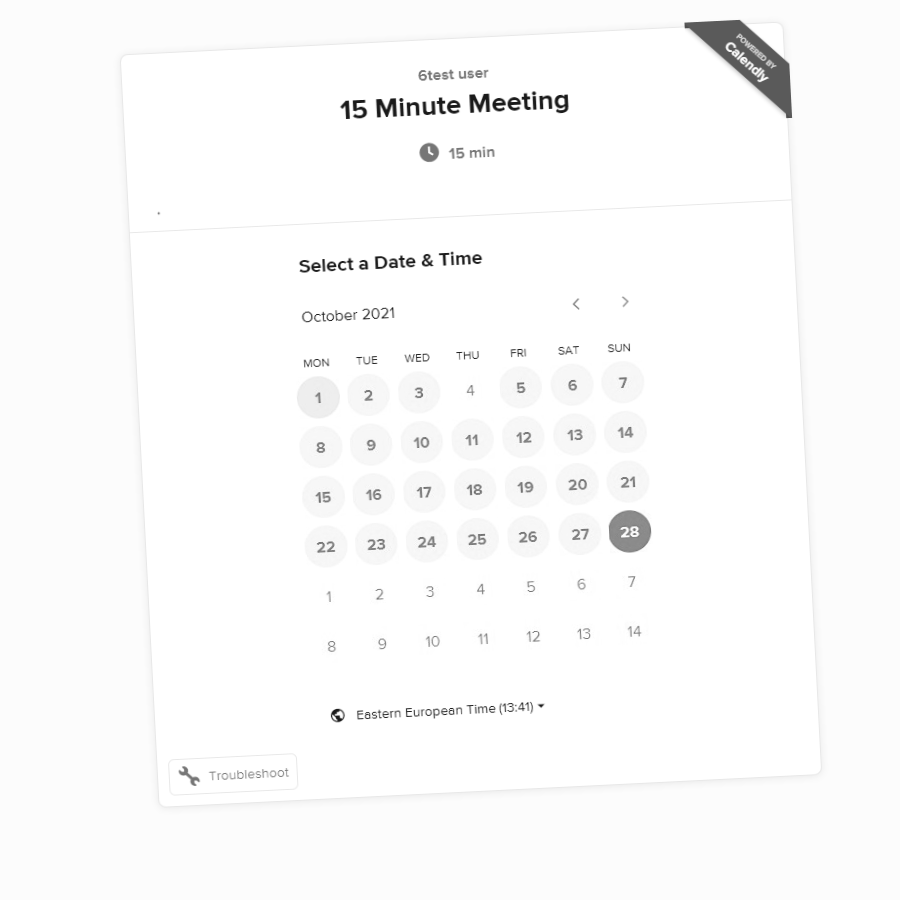 POWERED BY
Calendly
6test user
15 Minute Meeting
15 min
.
Select a Date & Time
October 2021
MON TUE WED THU FRI SAT SUN
1 2 3 4 5 6 7
8 9 10 11 12 13 14
15 16 17 18 19 20 21
22 23 24 25 26 27 28
1 2 3 4 5 6 7
8 9 10 11 12 13 14
Eastern European Time (13:41)
Troubleshoot